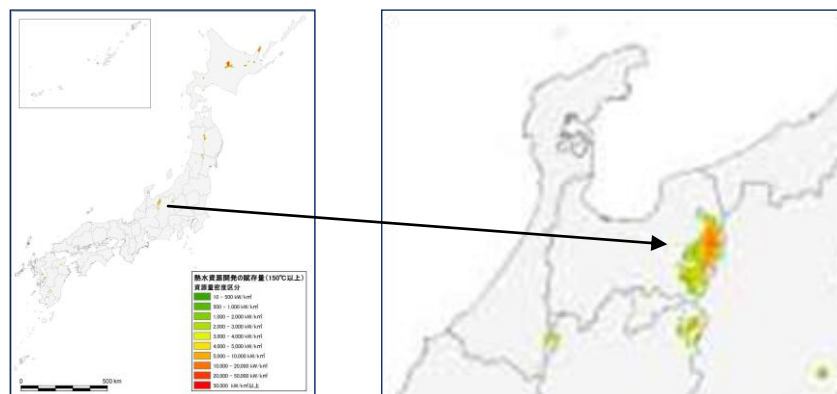 熱水資源開発の賦存量(150℃以上)
資源量密度区分
10 - 500 kW/k㎡
500 - 1,000 kW/k㎡
1,000 - 2,000 kW/k㎡
2,000 - 3,000 kW/k㎡
3,000 - 4,000 kW/k㎡
4,000 - 5,000 kW/k㎡
5,000 - 10,000 kW/k㎡
10,000 - 20,000 kW/k㎡
20,000 - 50,000 kW/k㎡
50,000 kW/k㎡以上
0 500 km